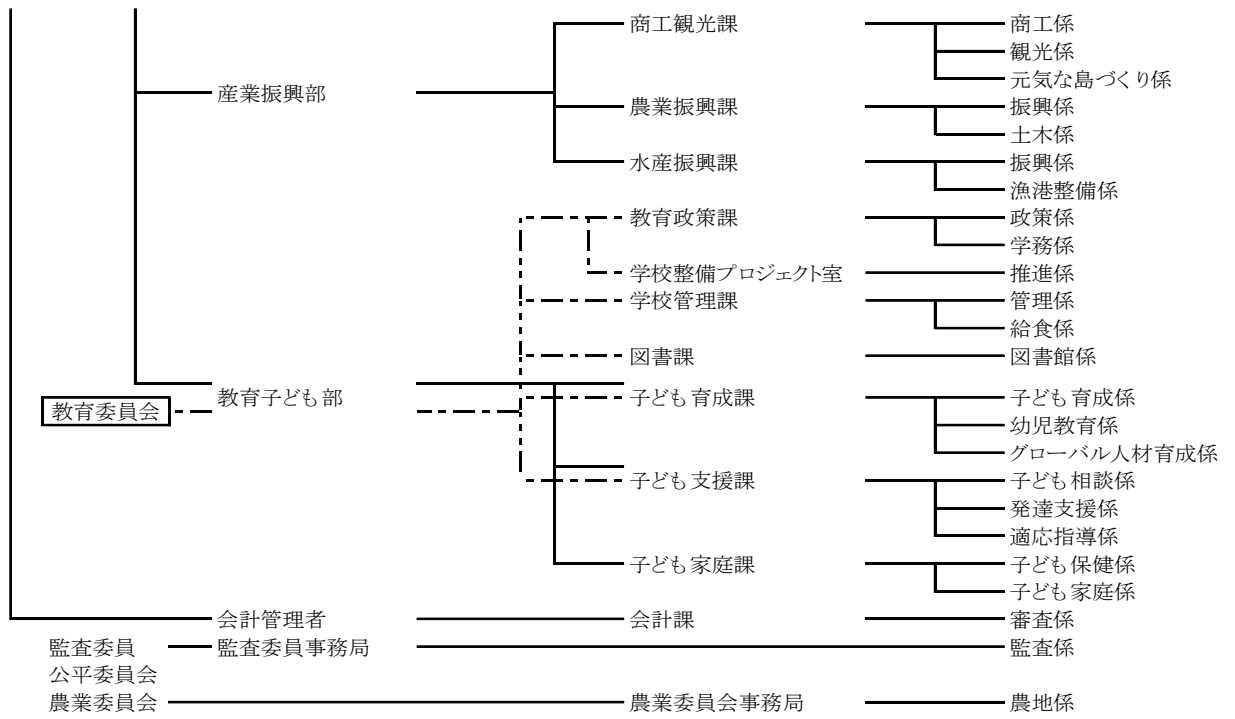 商工観光課 商工係
観光係
元気な島づくり係
産業振興部
農業振興課 振興係
土木係
水産振興課 振興係
漁港整備係
教育政策課 政策係
学務係
学校整備プロジェクト室 推進係
学校管理課 管理係
給食係
図書課 図書館係
教育委員会 教育子ども部 子ども育成課 子ども育成係
幼児教育係
グローバル人材育成係
子ども支援課 子ども相談係
発達支援係
適応指導係
子ども家庭課 子ども保健係
子ども家庭係
会計管理者 会計課 審査係
監査委員 監査委員事務局 監査係
公平委員会
農業委員会 農業委員会事務局 農地係